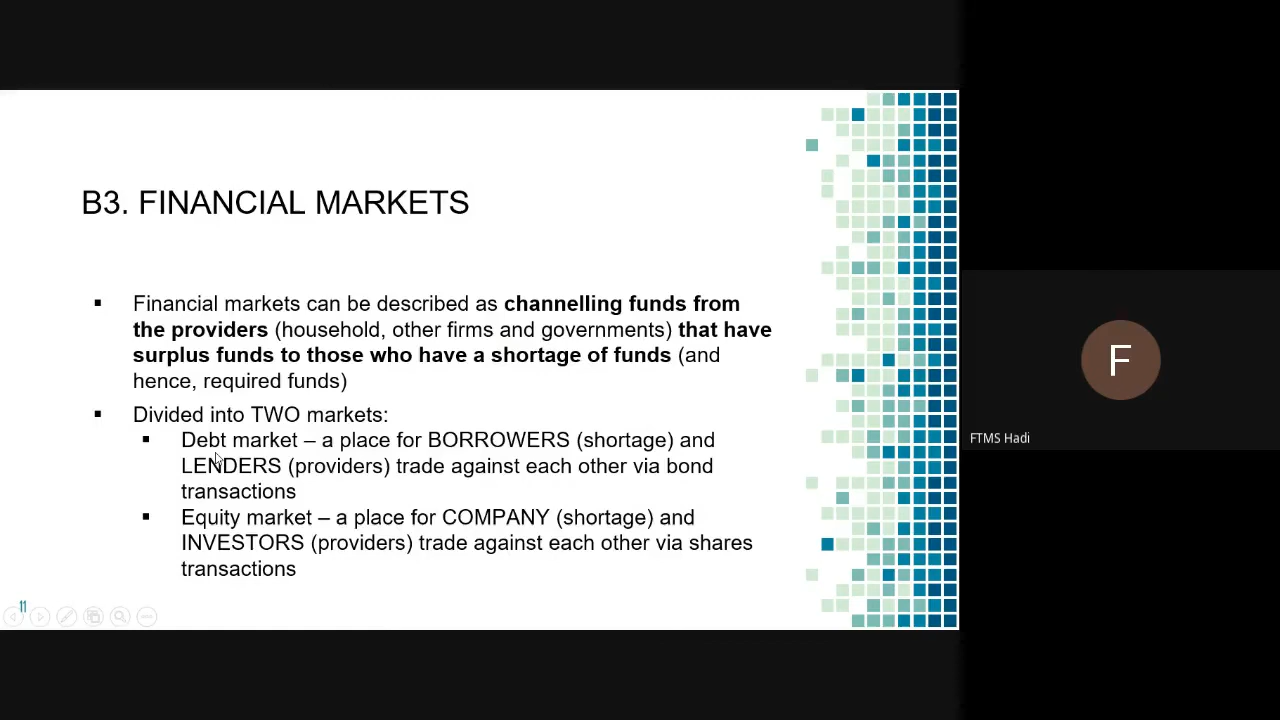 B3. FINANCIAL MARKETS
▪ Financial markets can be described as channelling funds from
the providers (household, other firms and governments) that have
surplus funds to those who have a shortage of funds (and
hence, required funds)
▪ Divided into TWO markets:
▪ Debt market – a place for BORROWERS (shortage) and
LENDERS (providers) trade against each other via bond
transactions
▪ Equity market – a place for COMPANY (shortage) and
INVESTORS (providers) trade against each other via shares
transactions
11
F
FTMS Hadi